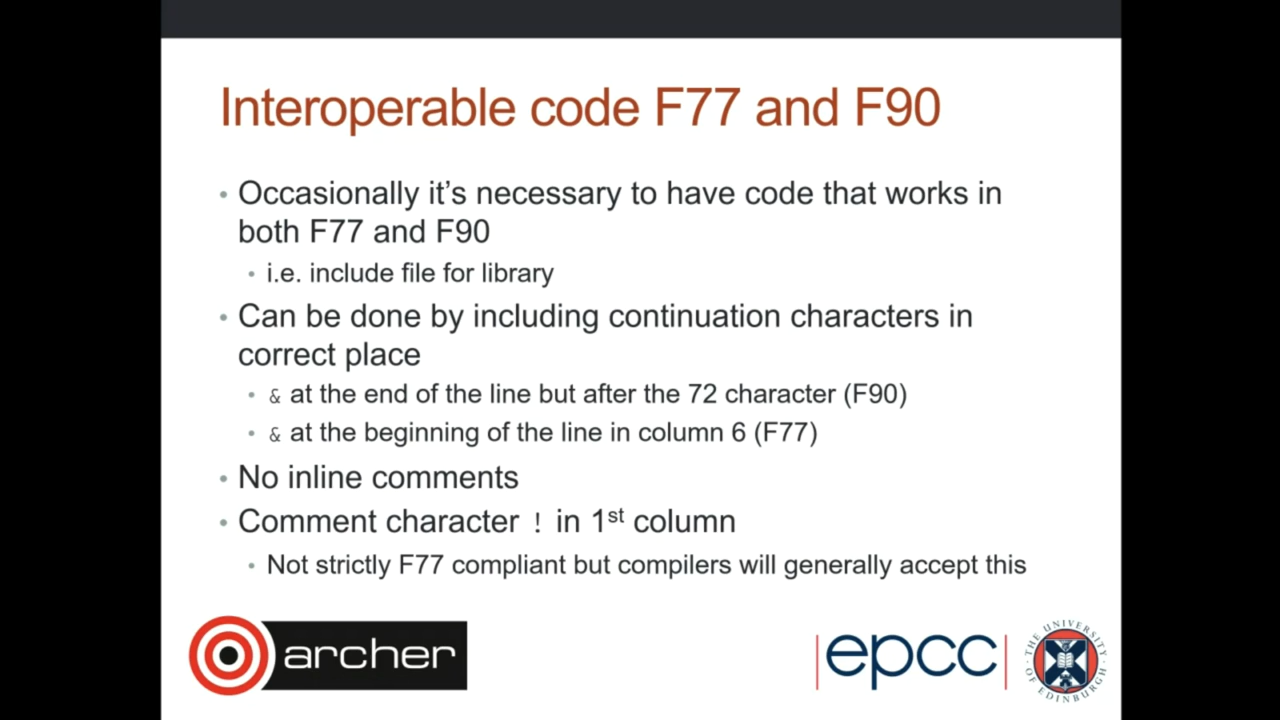 Interoperable code F77 and F90
• Occasionally it's necessary to have code that works in
both F77 and F90
• i.e. include file for library
• Can be done by including continuation characters in
correct place
• & at the end of the line but after the 72 character (F90)
• & at the beginning of the line in column 6 (F77)
• No inline comments
• Comment character ! in 1st column
• Not strictly F77 compliant but compilers will generally accept this
archer
epcc
THE UNIVERSITY OF EDINBURGH